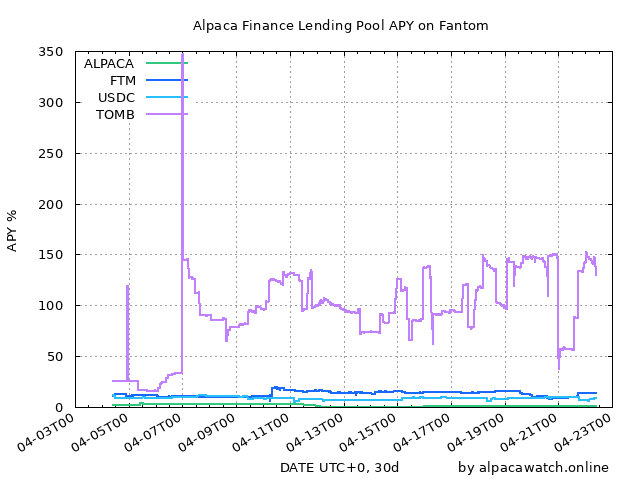 Alpaca Finance Lending Pool APY on Fantom
350
300
250
200
150
100
50
0
APY %
ALPACA
FTM
USDC
TOMB
04-03T00
04-05T00
04-07T00
04-09T00
04-11T00
04-13T00
04-15T00
04-17T00
04-19T00
04-21T00
04-23T00
DATE UTC+0, 30d
by alpacawatch.online